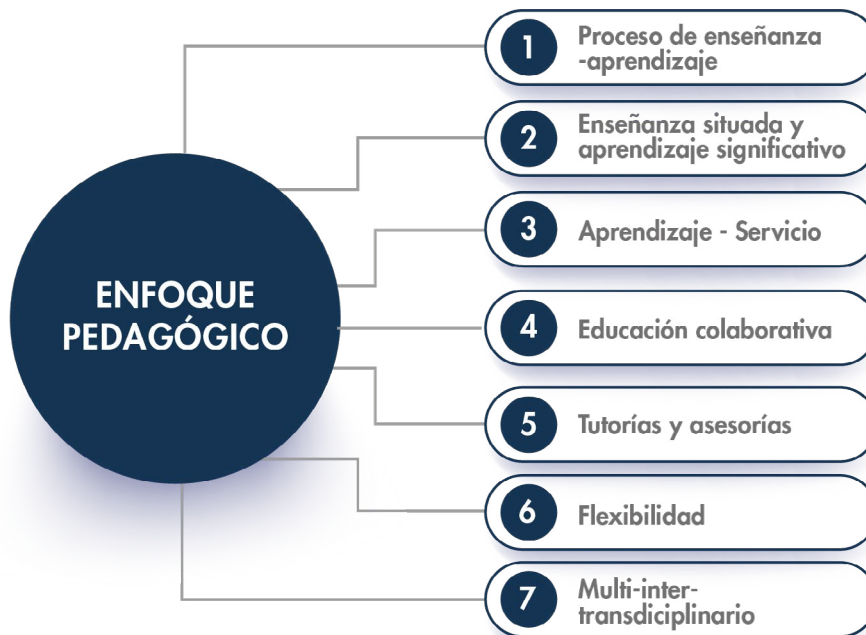 ENFOQUE
PEDAGÓGICO
1
Proceso de enseñanza
-aprendizaje
2
Enseñanza situada y
aprendizaje significativo
3
Aprendizaje - Servicio
4
Educación colaborativa
5
Tutorías y asesorías
6
Flexibilidad
7
Multi-inter-
transdiciplinario